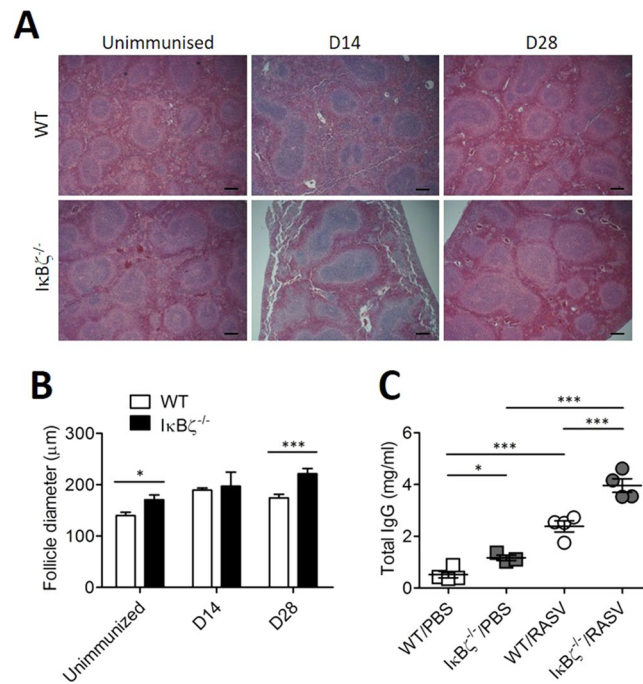 A
Unimmunised D14 D28
WT
IκBζ-/-
B
WT
IκBζ-/-
*
***
Follicle diameter (μm)
300
200
100
0
Unimmunized
D14
D28
C
***
***
***
*
Total IgG (mg/ml)
6
4
2
0
WT/PBS
IκBζ-/-/PBS
WT/RASV
IκBζ-/-/RASV